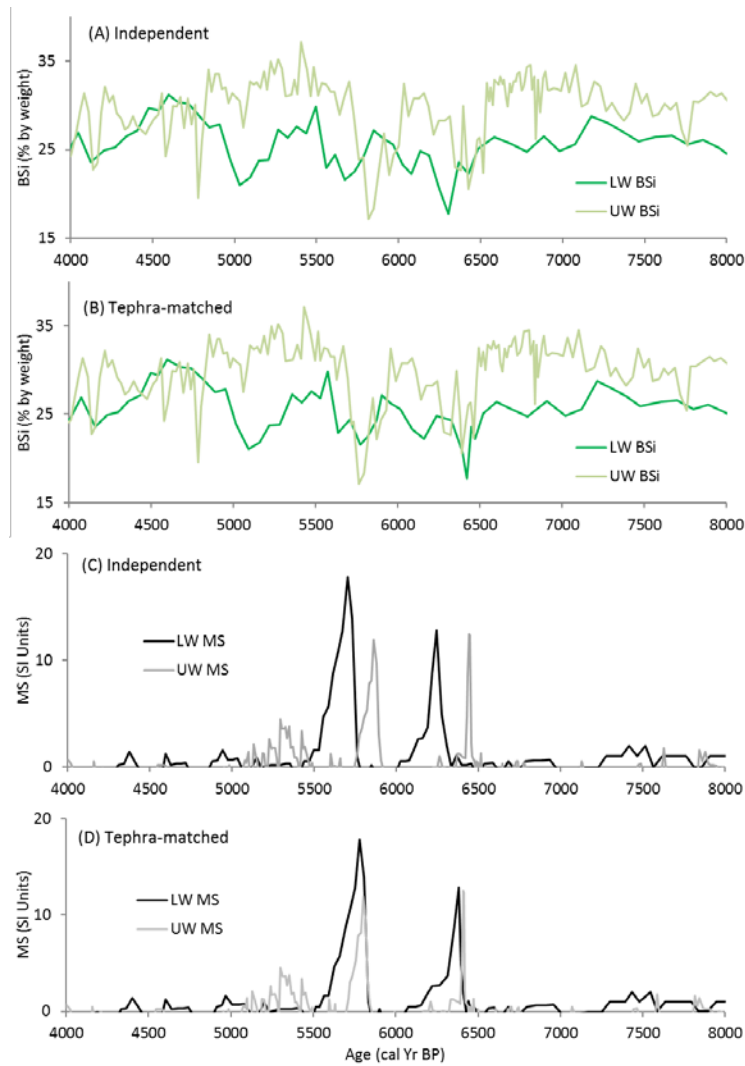 (A) Independent
BSi (% by weight)
35
25
15
LW BSi
UW BSi
4000 4500 5000 5500 6000 6500 7000 7500 8000
(B) Tephra-matched
BSi (% by weight)
35
25
15
LW BSi
UW BSi
4000 4500 5000 5500 6000 6500 7000 7500 8000
(C) Independent
MS (SI Units)
20
10
0
LW MS
UW MS
4000 4500 5000 5500 6000 6500 7000 7500 8000
(D) Tephra-matched
MS (SI Units)
20
10
0
LW MS
UW MS
4000 4500 5000 5500 6000 6500 7000 7500 8000
Age (cal Yr BP)